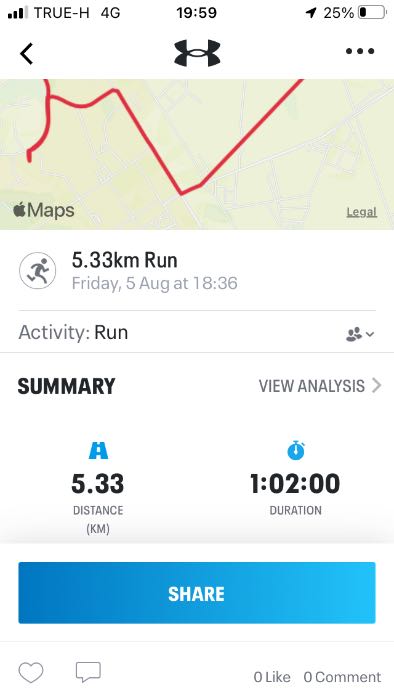 TRUE-H 4G 19:59 25%
Maps Legal
5.33km Run
Friday, 5 Aug at 18:36
Activity: Run
SUMMARY VIEW ANALYSIS
5.33 1:02:00
DISTANCE DURATION
(KM)
SHARE
0 Like 0 Comment